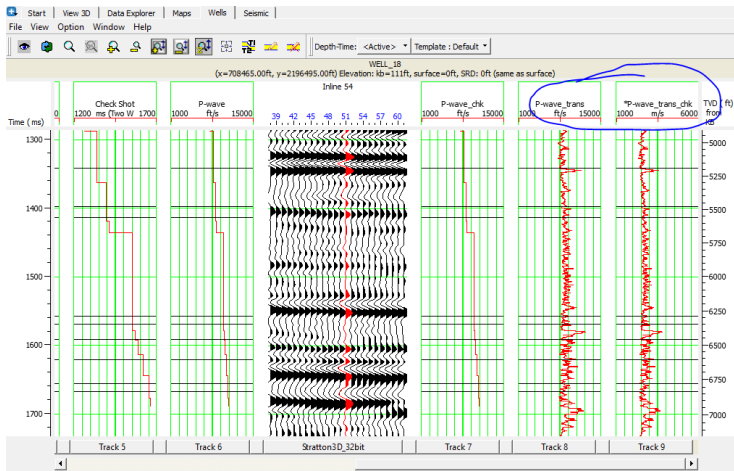 Start View 3D Data Explorer Maps Wells Seismic
File View Option Window Help
Depth-Time: <Active> Template : Default
WELL_18
(x=708465.00ft, y=2196495.00ft) Elevation: kb=111ft, surface=0ft, SRD: 0ft (same as surface)
Inline 54
Check Shot P-wave P-wave_chk P-wave_trans *P-wave_trans_chk TVD (ft)
0 1200 ms (Two W 1700 1000 ft/s 15000 39 42 45 48 51 54 57 60 1000 ft/s 15000 1000 ft/s 15000 1000 m/s 6000 from
Time (ms) KB
1300 5000
5250
1400 5500
5750
1500 6000
6250
1600 6500
6750
1700 7000
Track 5 Track 6 Stratton3D_32bit Track 7 Track 8 Track 9